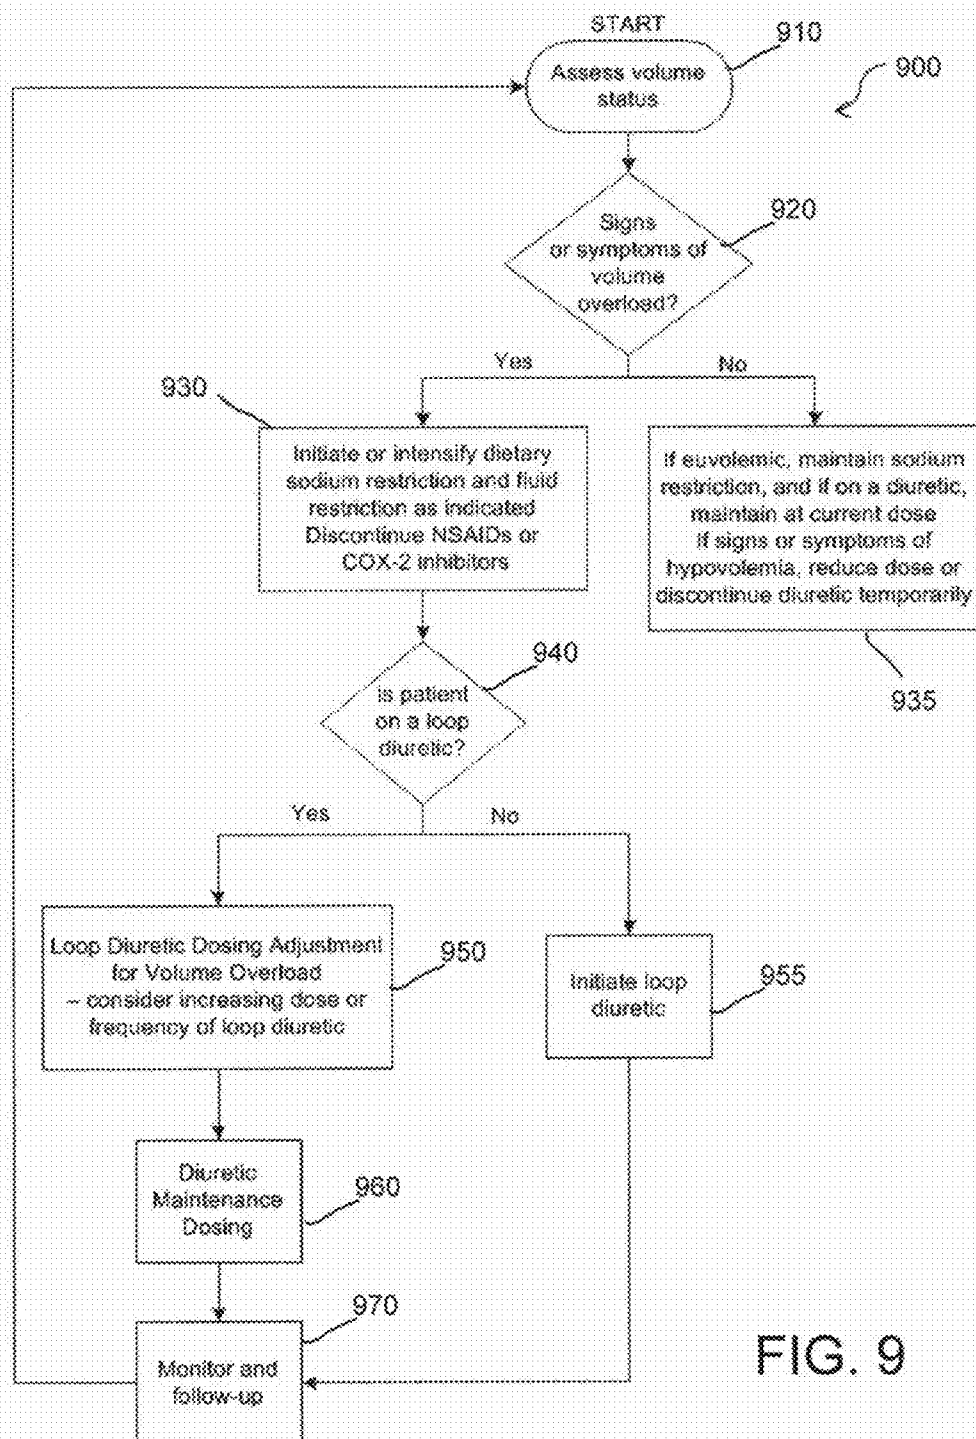 START
910
Assess volume
status
900
920
Signs
or symptoms of
volume
overload?
Yes
No
930
Initiate or intensify dietary
sodium restriction and fluid
restriction as indicated
Discontinue NSAIDs or
COX-2 inhibitors
If euvolemic, maintain sodium
restriction, and if on a diuretic,
maintain at current dose
If signs or symptoms of
hypovolemia, reduce dose or
discontinue diuretic temporarily
935
940
Is patient
on a loop
diuretic?
Yes
No
Loop Diuretic Dosing Adjustment
for Volume Overload
– consider increasing dose or
frequency of loop diuretic
950
Initiate loop
diuretic
955
Diuretic
Maintenance
Dosing
960
970
Monitor and
follow-up
FIG. 9